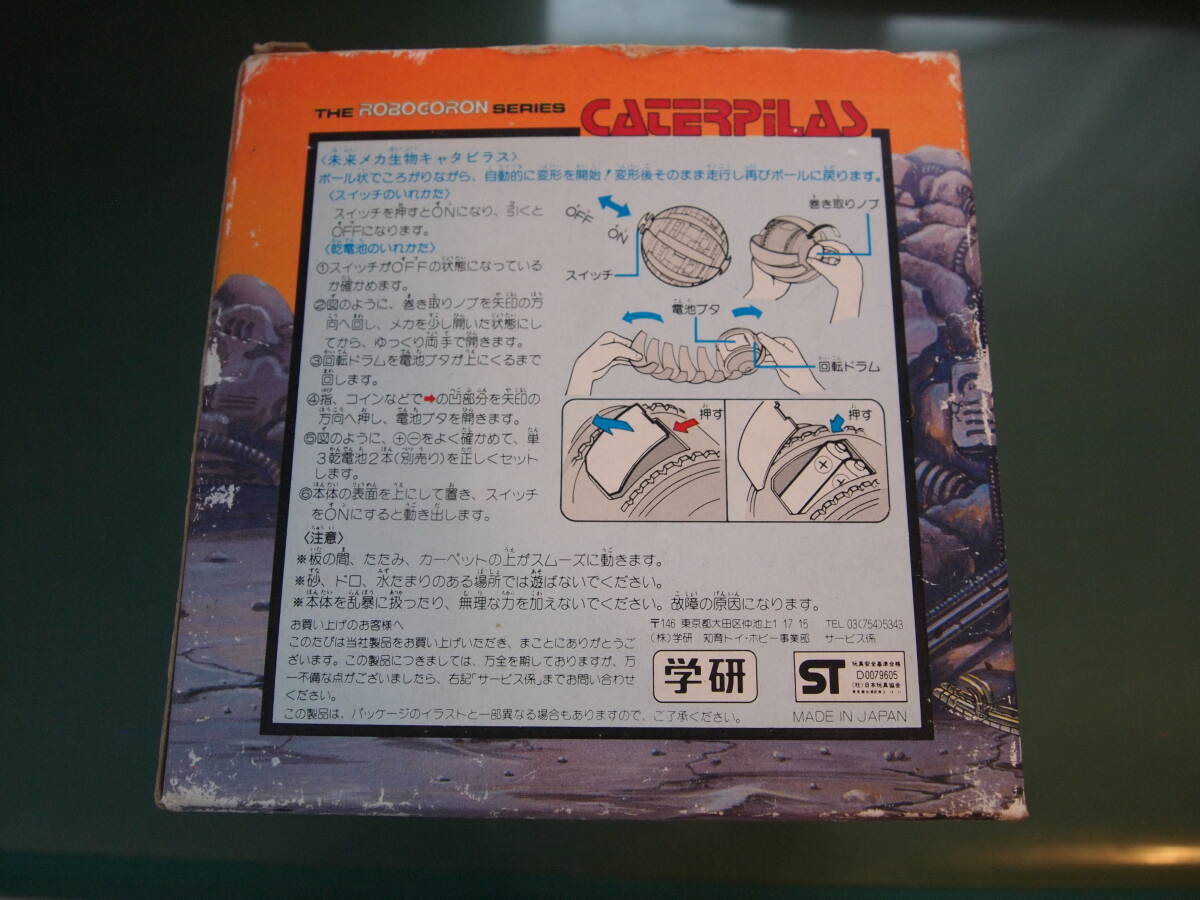 THE ROBOCORON SERIES CATERPILAS
〈未来メカ生物キャタピラス〉
ボール状でころがりながら、自動的に変形を開始!変形後そのまま走行し再びボールに戻ります。
〈スイッチのいれかた〉
スイッチを押すとONになり、引くと
OFFになります。
〈乾電池のいれかた〉
①スイッチがOFFの状態になっている
か確かめます。
②図のように、巻き取りノブを矢印の方
向へ回し、メカを少し開いた状態にし
てから、ゆっくり両手で開きます。
③回転ドラムを電池ブタが上にくるまで
回します。
④指、コインなどで➡の凹部分を矢印の
方向へ押し、電池ブタを開きます。
⑤図のように、⊕⊖をよく確かめて、単
3乾電池2本(別売り)を正しくセット
します。
⑥本体の表面を上にして置き、スイッチ
をONにすると動き出します。
OFF
ON
スイッチ
巻き取りノブ
電池ブタ
回転ドラム
押す
押す
〈注意〉
※板の間、たたみ、カーペットの上がスムーズに動きます。
※砂、ドロ、水たまりのある場所では遊ばないでください。
※本体を乱暴に扱ったり、無理な力を加えないでください。故障の原因になります。
お買い上げのお客様へ
このたびは当社製品をお買い上げいただき、まことにありがとうご
ざいます。この製品につきましては、万全を期しておりますが、万
一不備な点がございましたら、右記「サービス係」までお問い合わせ
ください。
この製品は、パッケージのイラストと一部異なる場合もありますので、ご了承ください。
〒146 東京都大田区仲池上1 17 15 TEL 03(754)5343
(株)学研 知育トイ・ホビー事業部 サービス係
学研
ST
玩具安全基準合格
D0079605
(社)日本玩具協会
MADE IN JAPAN